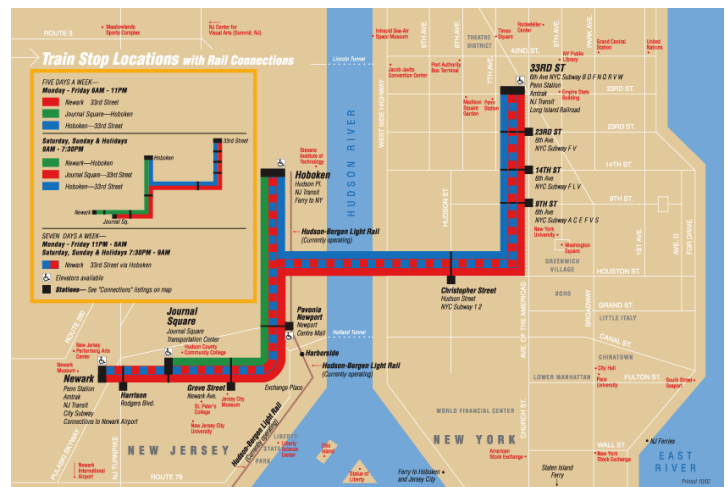 ROUTE 3
Meadowlands
Sports Complex
NJ Center for
Visual Arts (Summit, NJ)
Train Stop Locations with Rail Connections
FIVE DAYS A WEEK—
Monday - Friday 6AM - 11PM
Newark 33rd Street
Journal Square—Hoboken
Hoboken—33rd Street
Saturday, Sunday & Holidays
9AM - 7:30PM
Newark—Hoboken
Journal Square—33rd Street
Hoboken—33rd Street
Hoboken
33rd Street
Newark
Journal Sq.
SEVEN DAYS A WEEK—
Monday - Friday 11PM - 6AM
Saturday, Sunday & Holidays 7:30PM - 9AM
Newark 33rd Street via Hoboken
Elevators available
Stations— See "Connections" listings on map
Intrepid Sea-Air
Space Museum
Lincoln Tunnel
Jacob Javits
Convention Center
Port Authority
Bus Terminal
9TH AVE.
8TH AVE.
7TH AVE.
THEATRE
DISTRICT
Times
Square
Rockefeller
Center
42ND ST.
5TH AVE.
PARK AVE.
NY Public
Library
Grand Central
Station
United
Nations
33RD ST
6th Ave NYC Subway B D F N Q R V W
Penn Station
Amtrak
NJ Transit
Long Island Railroad
Empire State
Building
33RD ST.
Madison
Square
Garden
Penn
Station
WEST SIDE HIGHWAY
HUDSON RIVER
23RD ST
6th Ave
NYC Subway F V
23RD ST.
14TH ST
6th Ave
NYC Subway F L V
14TH ST.
9TH ST
6th Ave
NYC Subway A C E F V S
9TH ST.
New York
University
Washington
Square
1ST AVE.
AVE. D
FDR DRIVE
HUDSON ST.
GREENWICH
VILLAGE
HOUSTON ST.
SOHO
BROADWAY
GRAND ST.
LITTLE ITALY
CANAL ST.
CHINATOWN
Stevens
Institute of
Technology
Hoboken
Hudson Pl.
NJ Transit
Ferry to NY
Hudson-Bergen Light Rail
(Currently operating)
Christopher Street
Hudson Street
NYC Subway 1 2
AVE. OF THE AMERICAS
Pavonia
Newport
Newport
Centre Mall
Holland Tunnel
Harborside
Hudson-Bergen Light Rail
(Currently operating)
Exchange Place
ROUTE 280
Journal
Square
Journal Square
Transportation Center
Hudson County
Community College
New Jersey
Performing Arts
Center
Newark
Museum
Newark
Penn Station
Amtrak
NJ Transit
City Subway
Connections to Newark Airport
Harrison
Rodgers Blvd.
Grove Street
Newark Ave.
St. Peter's
College
Jersey City
Museum
New Jersey City
University
PULASKI SKYWAY
NJ TURNPIKE
Newark
International
Airport
NEW JERSEY
ROUTE 78
Hudson-Bergen Light Rail
(Currently operating)
LIBERTY
STATE
PARK
Liberty
Science
Center
Ellis
Island
Statue of
Liberty
Ferry to Hoboken
and Jersey City
WORLD FINANCIAL CENTER
NEW YORK
American
Stock Exchange
CHURCH ST.
LOWER MANHATTAN
City Hall
Pace
University
FULTON ST.
South Street
Seaport
WALL ST.
New York
Stock Exchange
Staten Island
Ferry
NJ Ferries
EAST
RIVER
Printed 10/02